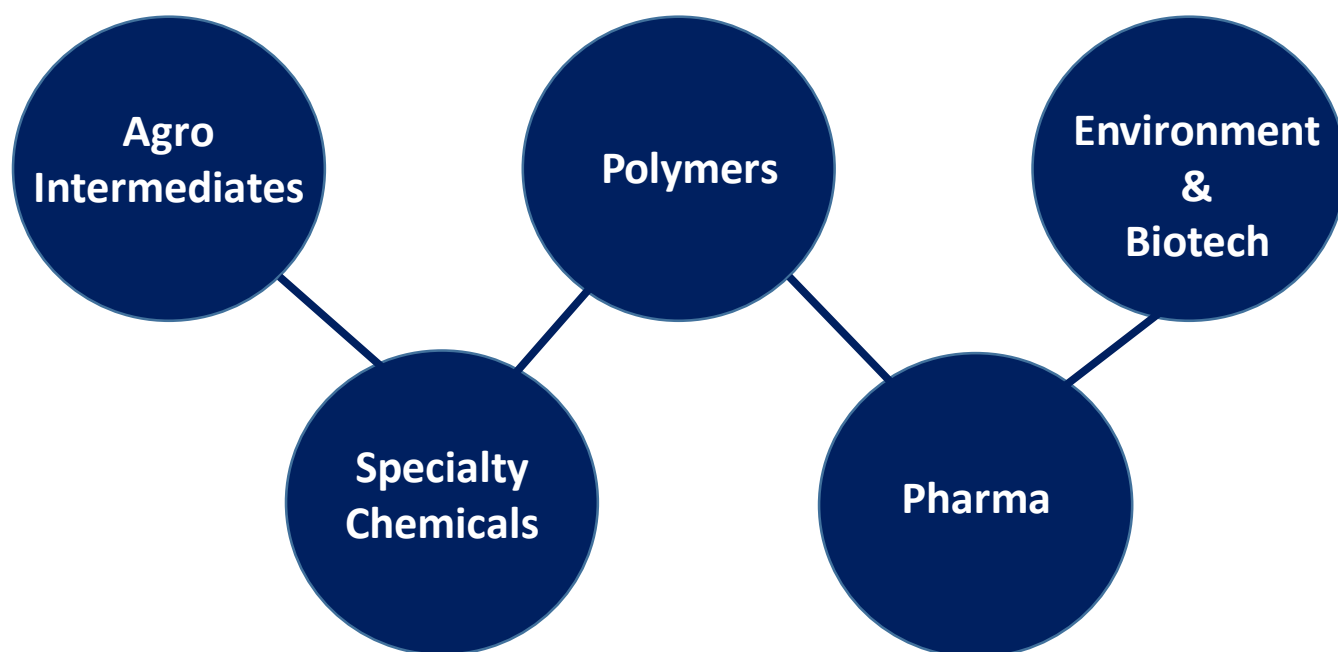 Agro
Intermediates
Specialty
Chemicals
Polymers
Pharma
Environment
&
Biotech